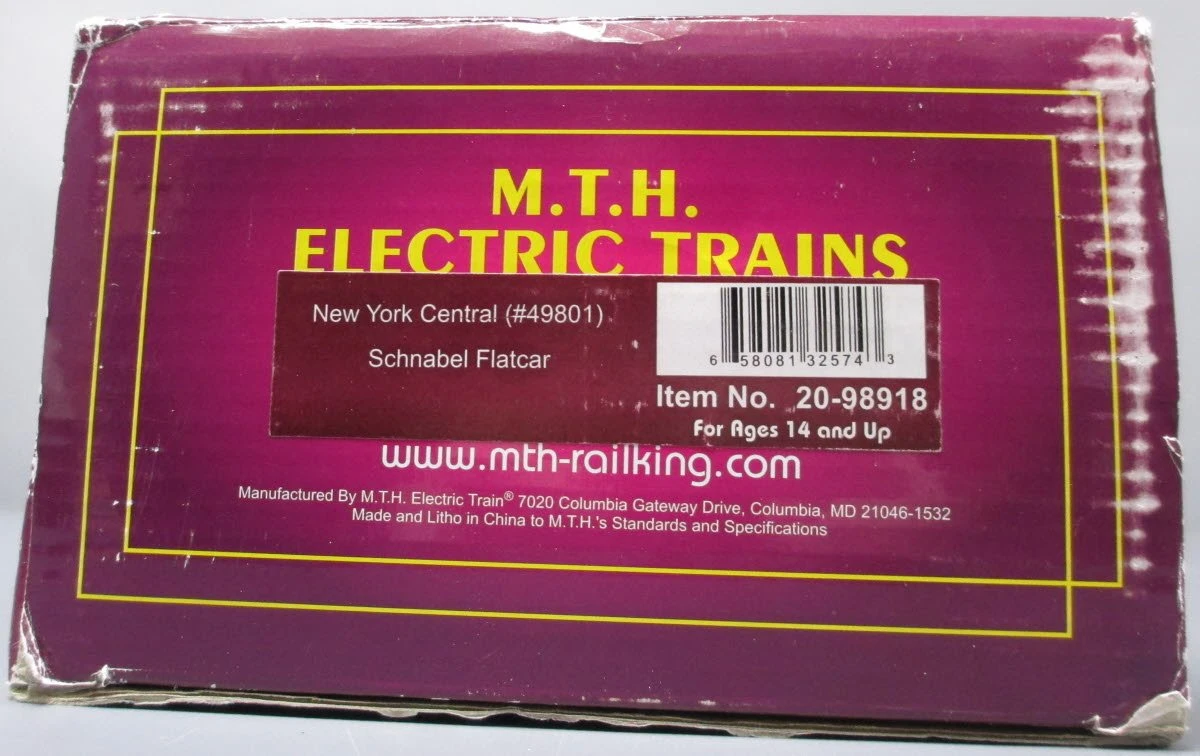 M.T.H.
ELECTRIC TRAINS
New York Central (#49801)
Schnabel Flatcar
6 58081 32574 3
Item No. 20-98918
For Ages 14 and Up
www.mth-railking.com
Manufactured By M.T.H. Electric Train® 7020 Columbia Gateway Drive, Columbia, MD 21046-1532
Made and Litho in China to M.T.H.'s Standards and Specifications